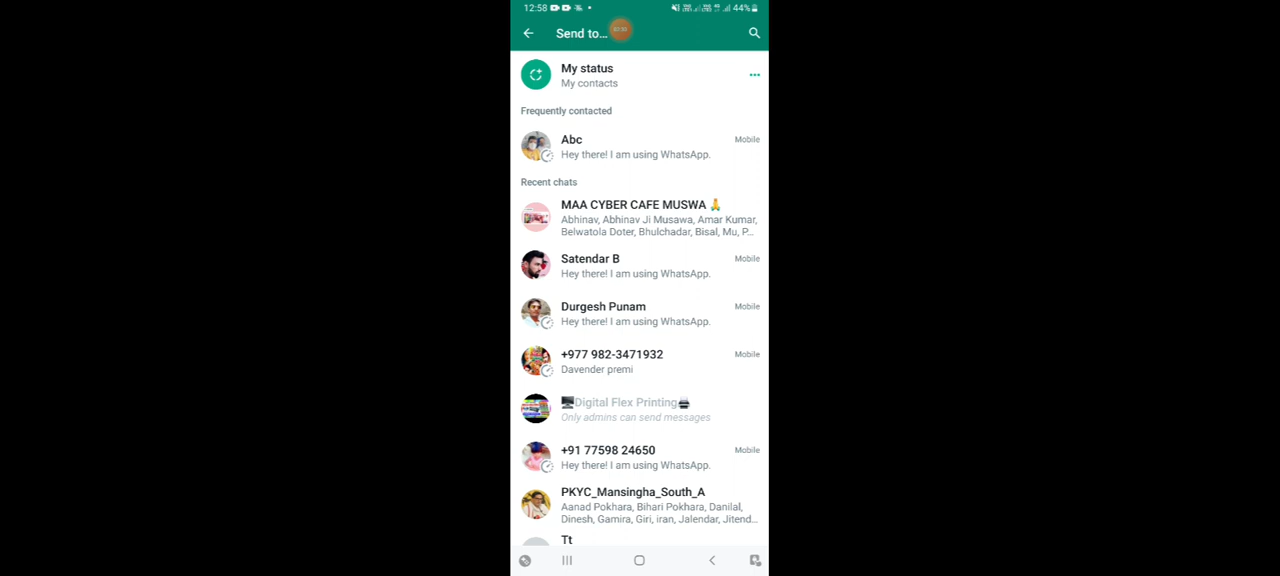 12:58 44%
Send to...
My status
My contacts
Frequently contacted
Abc Mobile
Hey there! I am using WhatsApp.
Recent chats
MAA CYBER CAFE MUSWA 🙏
Abhinav, Abhinav Ji Musawa, Amar Kumar,
Belwatola Doter, Bhulchadar, Bisal, Mu, P...
Satendar B Mobile
Hey there! I am using WhatsApp.
Durgesh Punam Mobile
Hey there! I am using WhatsApp.
+977 982-3471932 Mobile
Davender premi
🖥️Digital Flex Printing🖨️
Only admins can send messages
+91 77598 24650 Mobile
Hey there! I am using WhatsApp.
PKYC_Mansingha_South_A
Aanad Pokhara, Bihari Pokhara, Danilal,
Dinesh, Gamira, Giri, iran, Jalendar, Jitend...
Tt